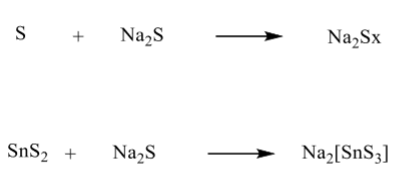 S + Na₂S ⟶ Na₂Sx
SnS₂ + Na₂S ⟶ Na₂[SnS₃]